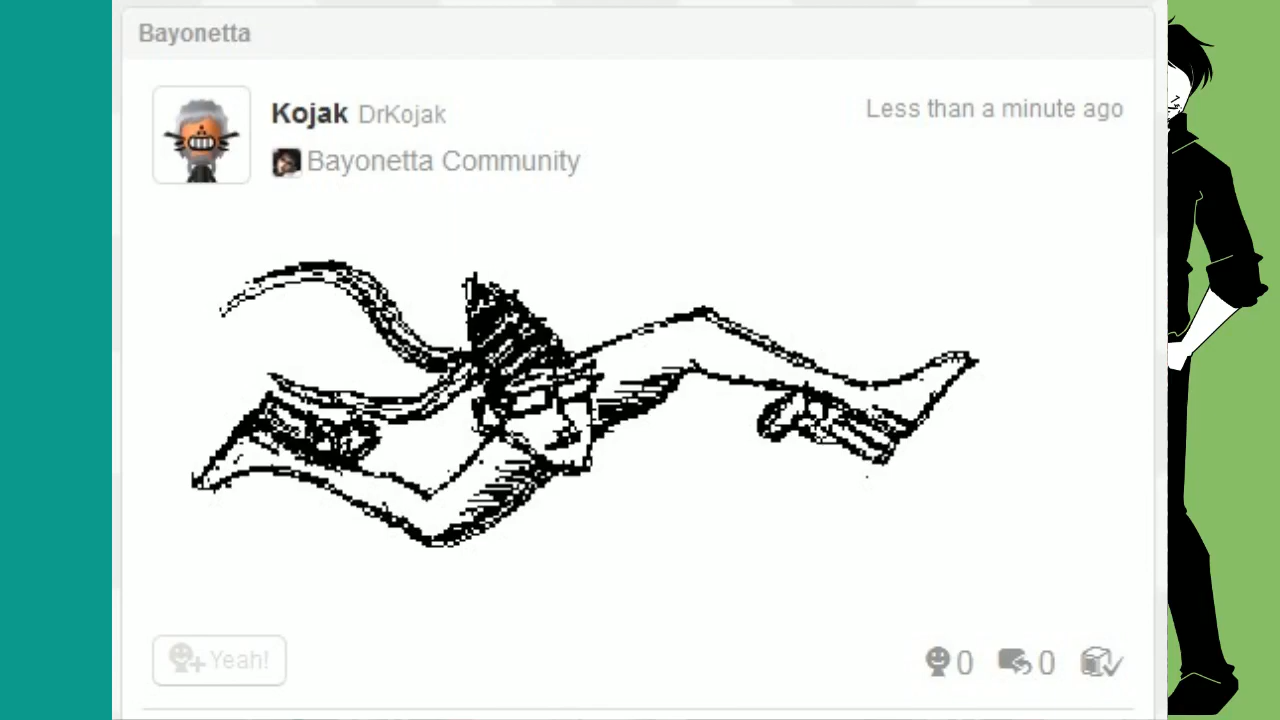 Bayonetta
Kojak DrKojak
Less than a minute ago
Bayonetta Community
Yeah!
0
0